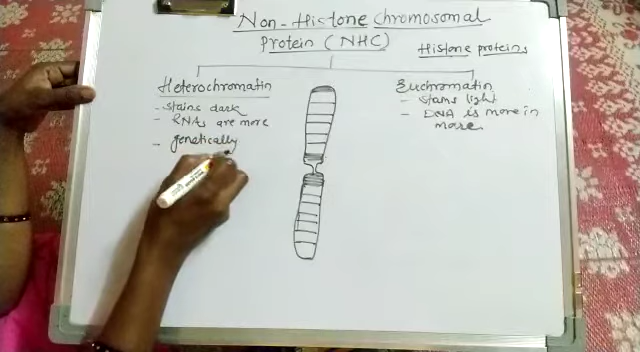 Non-Histone chromosomal
Protein (NHC)
Histone proteins
Heterochromatin
- Stains dark
- RNAs are more
- genetically
Euchromatin
- stains light
- DNA is more in
more